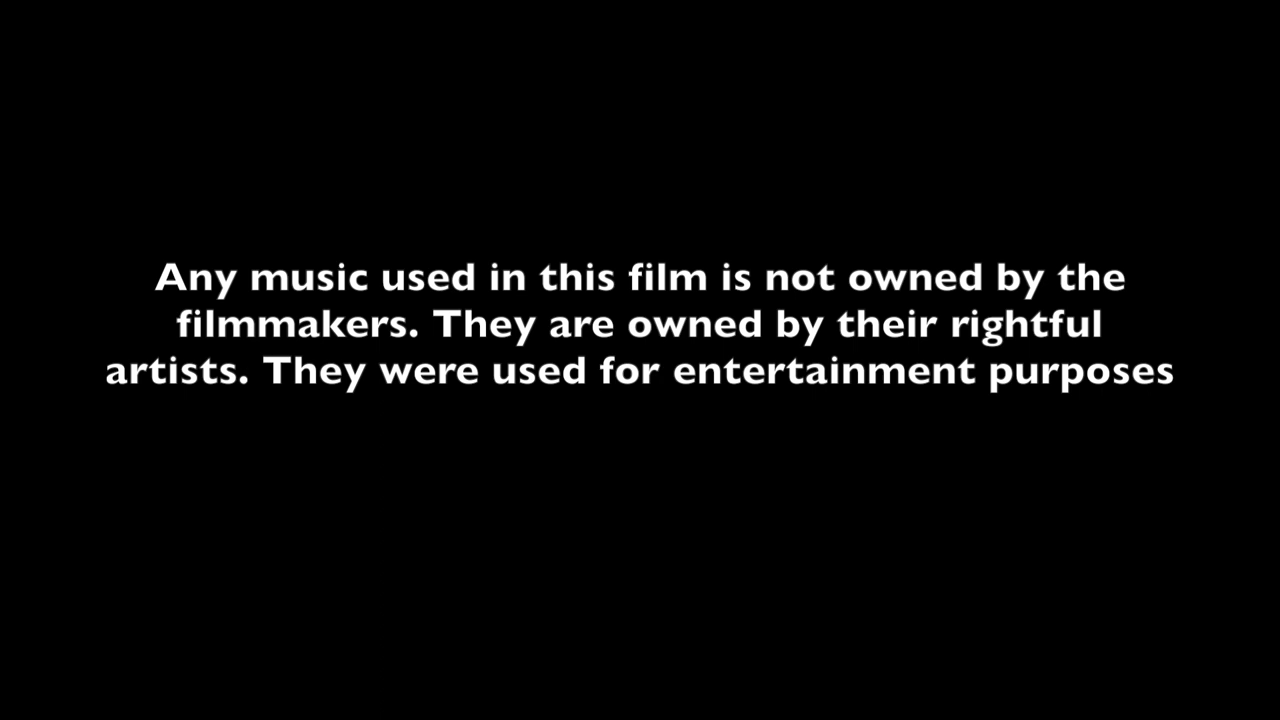 Any music used in this film is not owned by the
filmmakers. They are owned by their rightful
artists. They were used for entertainment purposes